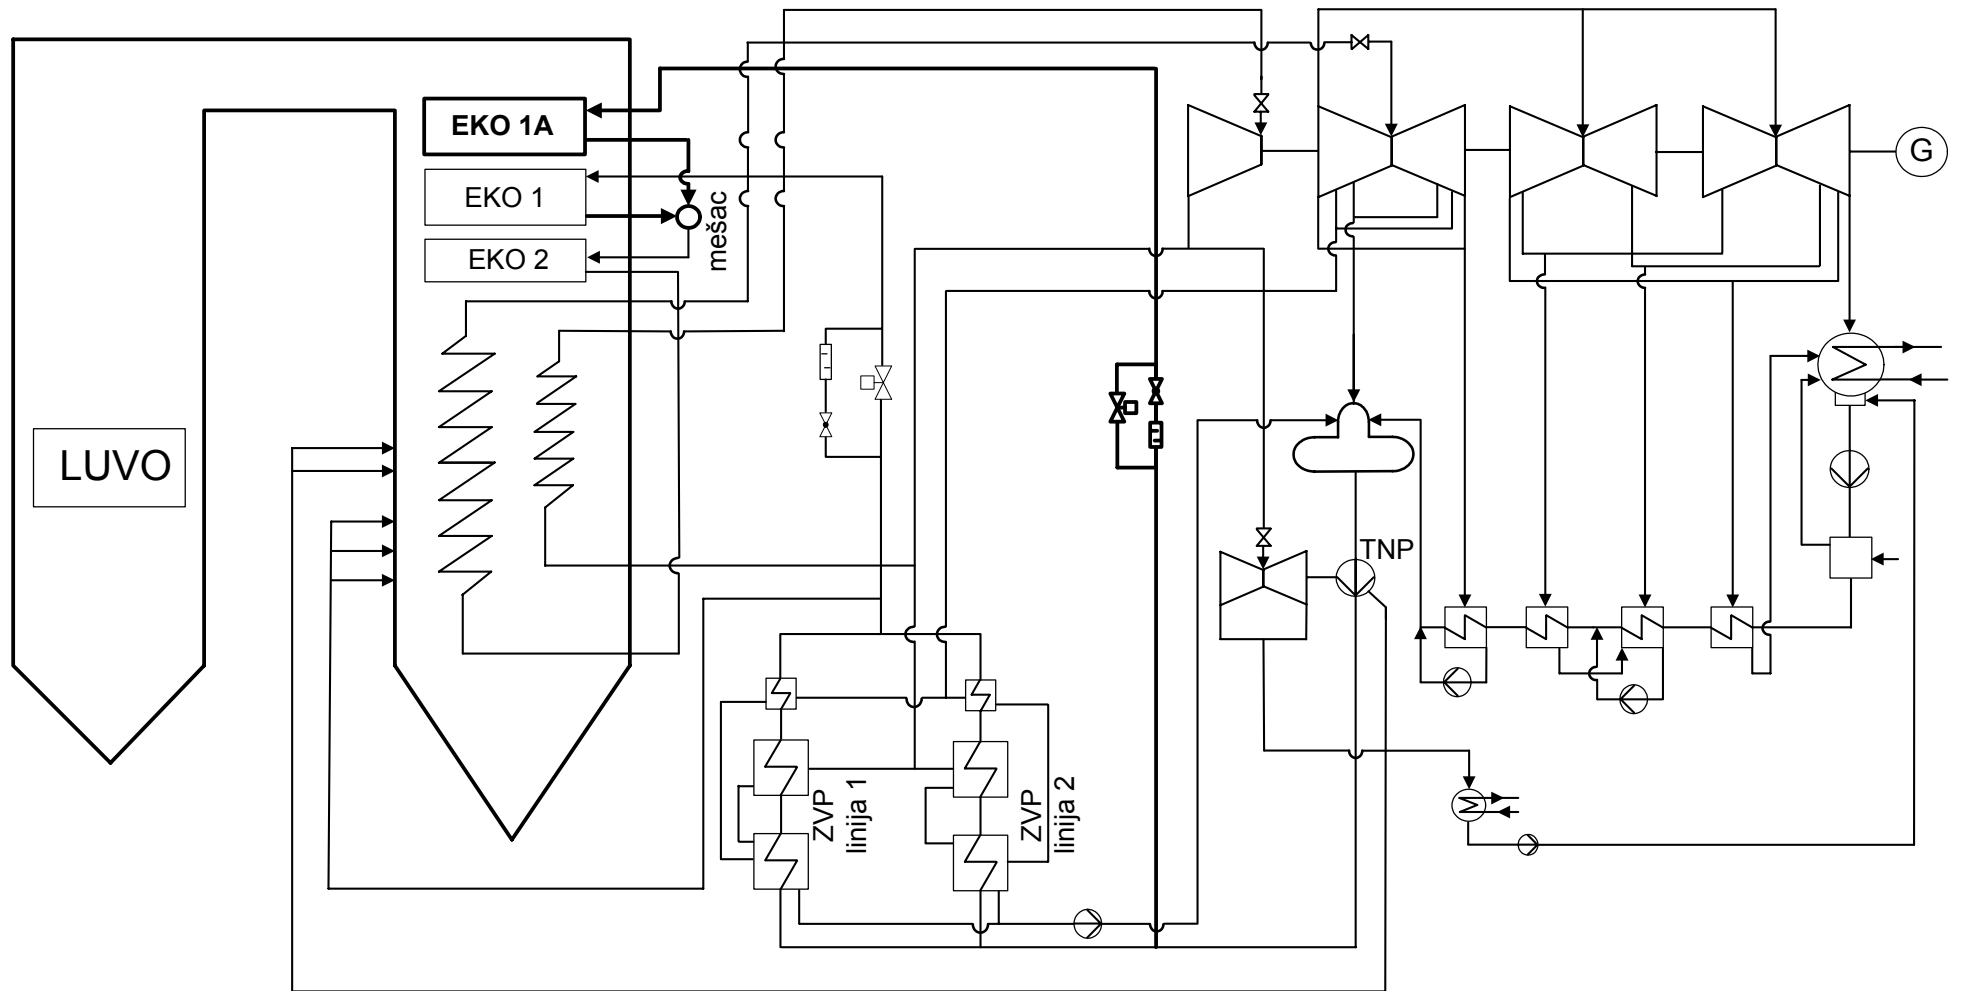 EKO 1A
EKO 1
mešac
EKO 2
LUVO
G
TNP
ZVP
linija 1
ZVP
linija 2